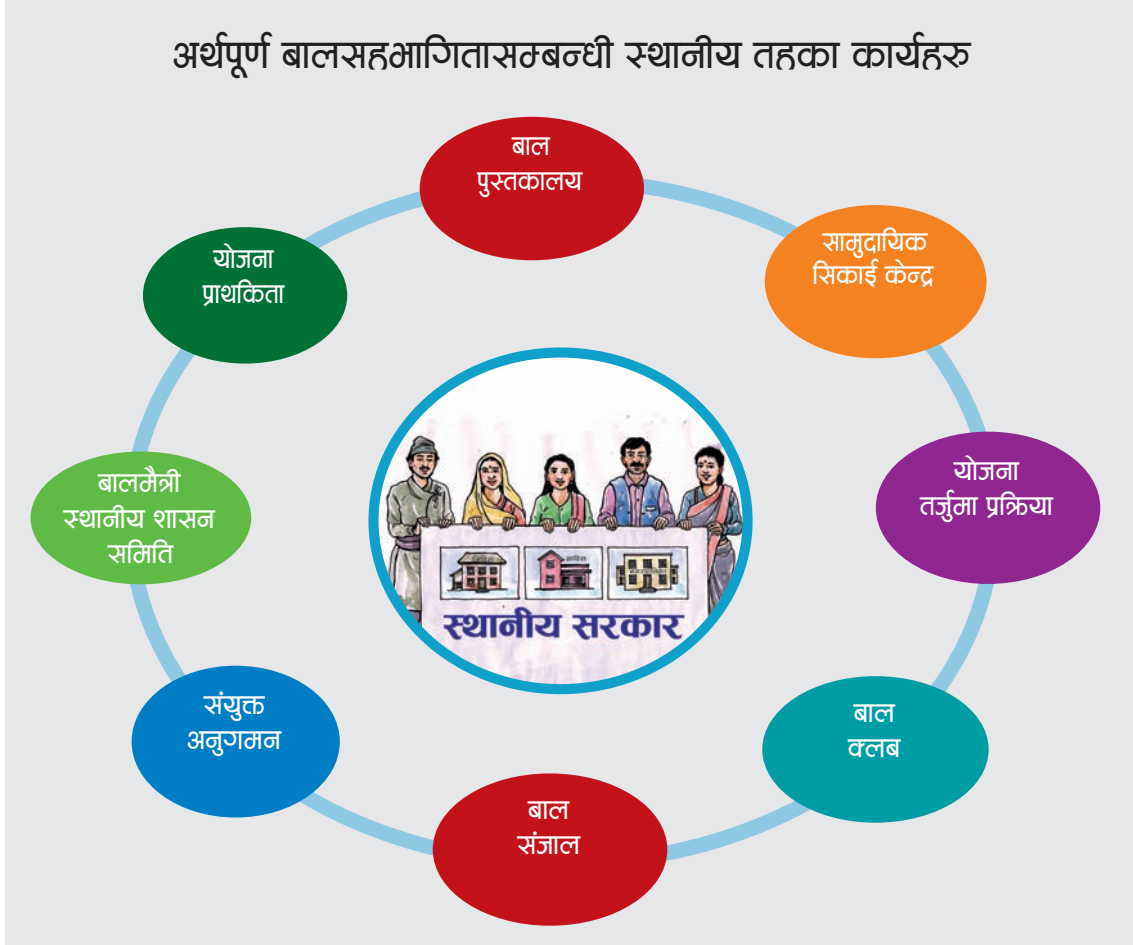 अर्थपूर्ण बालसहभागितासम्बन्धी स्थानीय तहका कार्यहरु
बाल
पुस्तकालय
सामुदायिक
सिकाई केन्द्र
योजना
तर्जुमा प्रक्रिया
बाल
क्लब
बाल
संजाल
संयुक्त
अनुगमन
बालमैत्री
स्थानीय शासन
समिति
योजना
प्राथकिता
स्थानीय सरकार